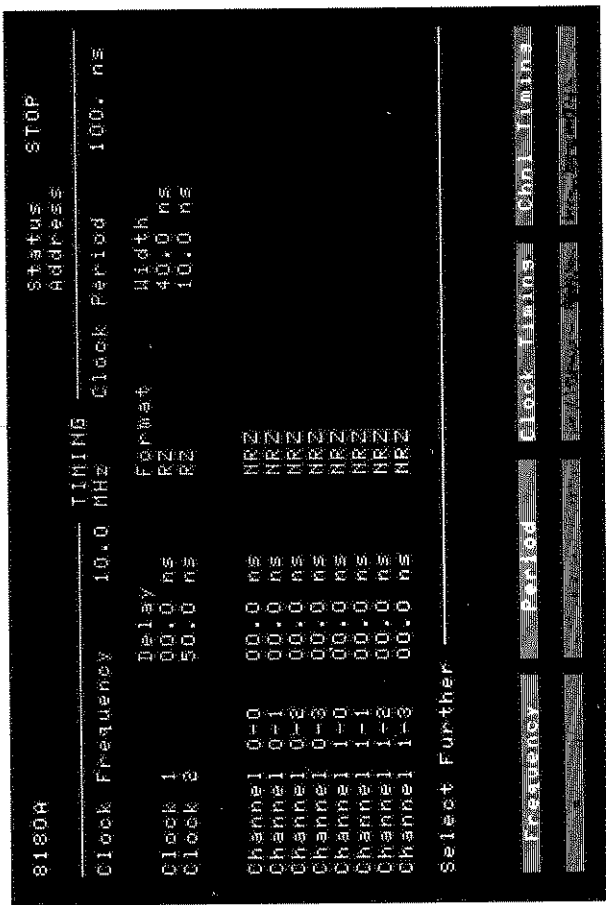 8180A Status STOP
Address
TIMING
Clock Frequency 10.0 MHz Clock Period 100. ns
Delay Format Width
Clock 1 00.0 ns RZ 40.0 ns
Clock 2 50.0 ns RZ 10.0 ns
Channel 0-0 00.0 ns NRZ
Channel 0-1 00.0 ns NRZ
Channel 0-2 00.0 ns NRZ
Channel 0-3 00.0 ns NRZ
Channel 1-0 00.0 ns NRZ
Channel 1-1 00.0 ns NRZ
Channel 1-2 00.0 ns NRZ
Channel 1-3 00.0 ns NRZ
Select Further
Frequency Period Clock Timing Chnl Timing